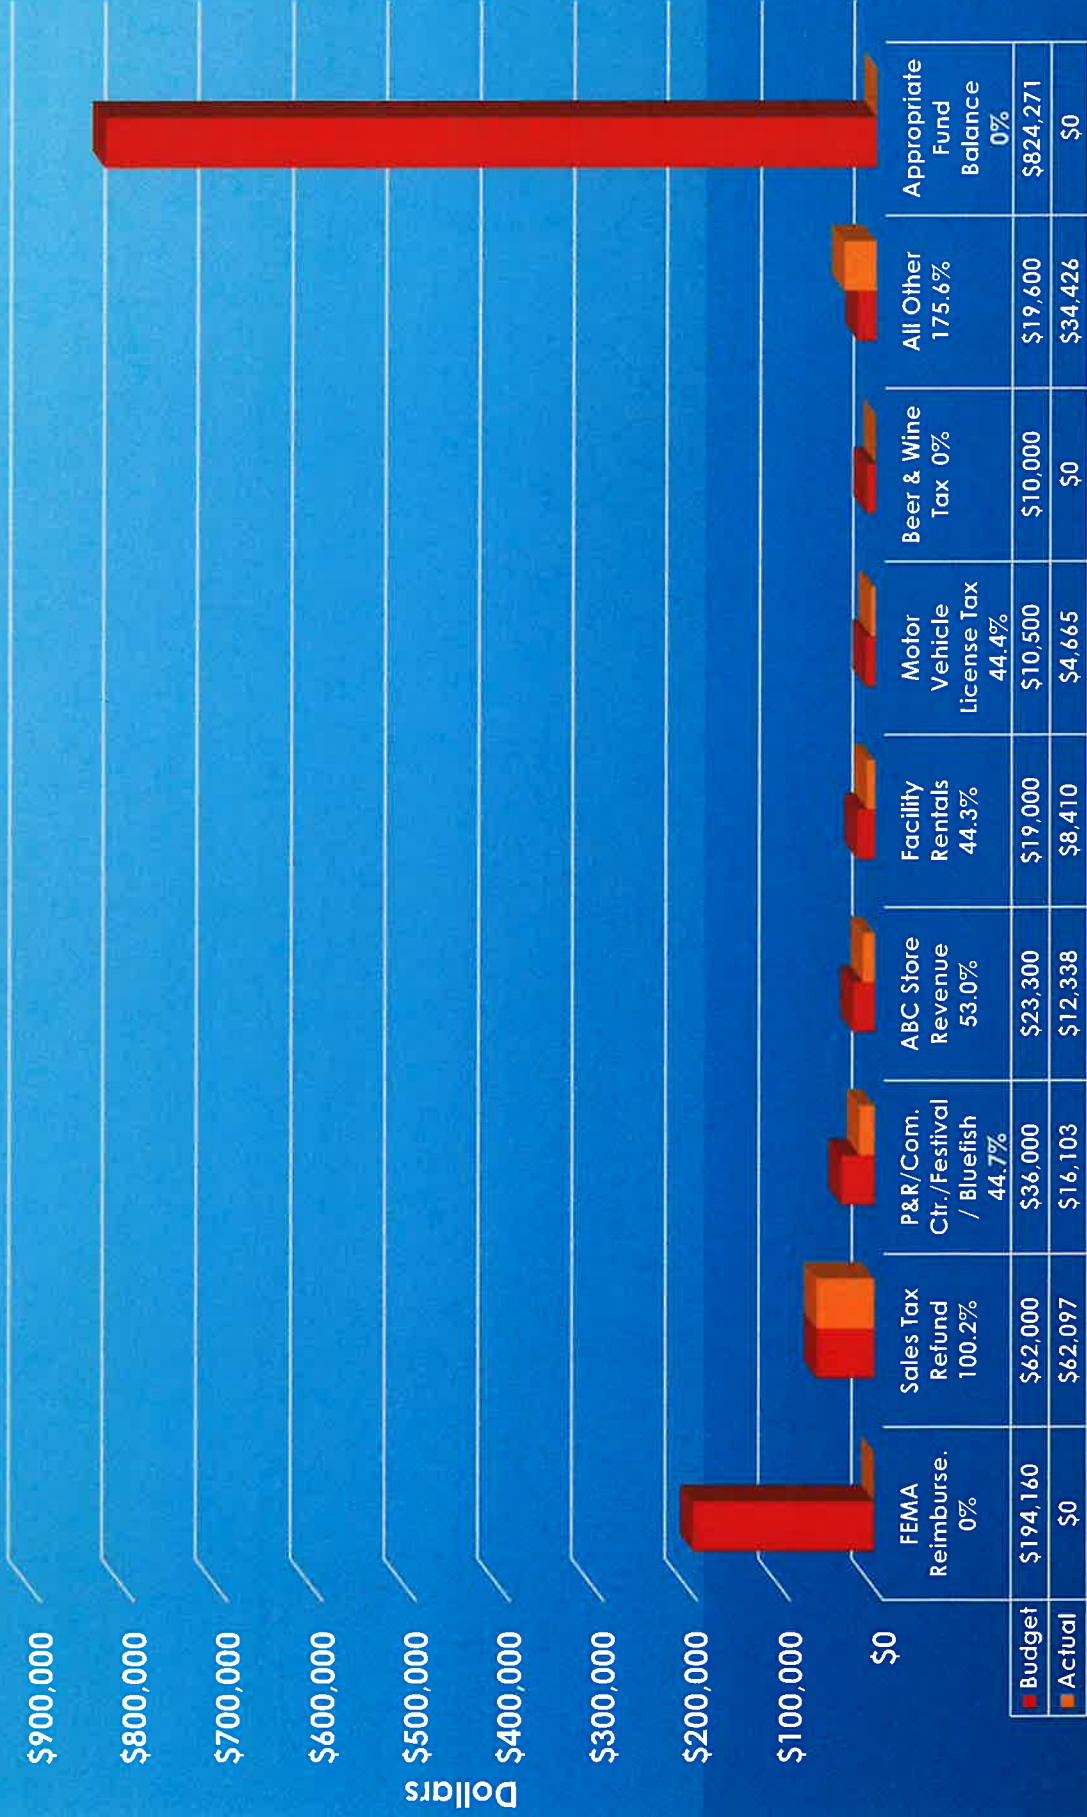 $900,000
$800,000
$700,000
$600,000
$500,000
$400,000
$300,000
$200,000
$100,000
$0
Dollars
FEMA
Reimburse.
0%
Sales Tax
Refund
100.2%
P&R/Com.
Ctr./Festival
/ Bluefish
44.7%
ABC Store
Revenue
53.0%
Facility
Rentals
44.3%
Motor
Vehicle
License Tax
44.4%
Beer & Wine
Tax 0%
All Other
175.6%
Appropriate
Fund
Balance
0%
Budget $194,160 $62,000 $36,000 $23,300 $19,000 $10,500 $10,000 $19,600 $824,271
Actual $0 $62,097 $16,103 $12,338 $8,410 $4,665 $0 $34,426 $0